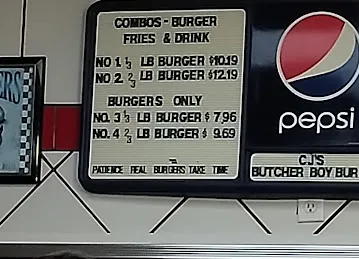 COMBOS - BURGER
FRIES & DRINK
NO 1. 1/3 LB BURGER $10.19
NO 2. 2/3 LB BURGER $12.19
BURGERS ONLY
NO. 3 1/3 LB BURGER $ 7.96
NO. 4 2/3 LB BURGER $ 9.69
PATIENCE REAL BURGERS TAKE TIME
pepsi
CJ'S
BUTCHER BOY BUR
ERS